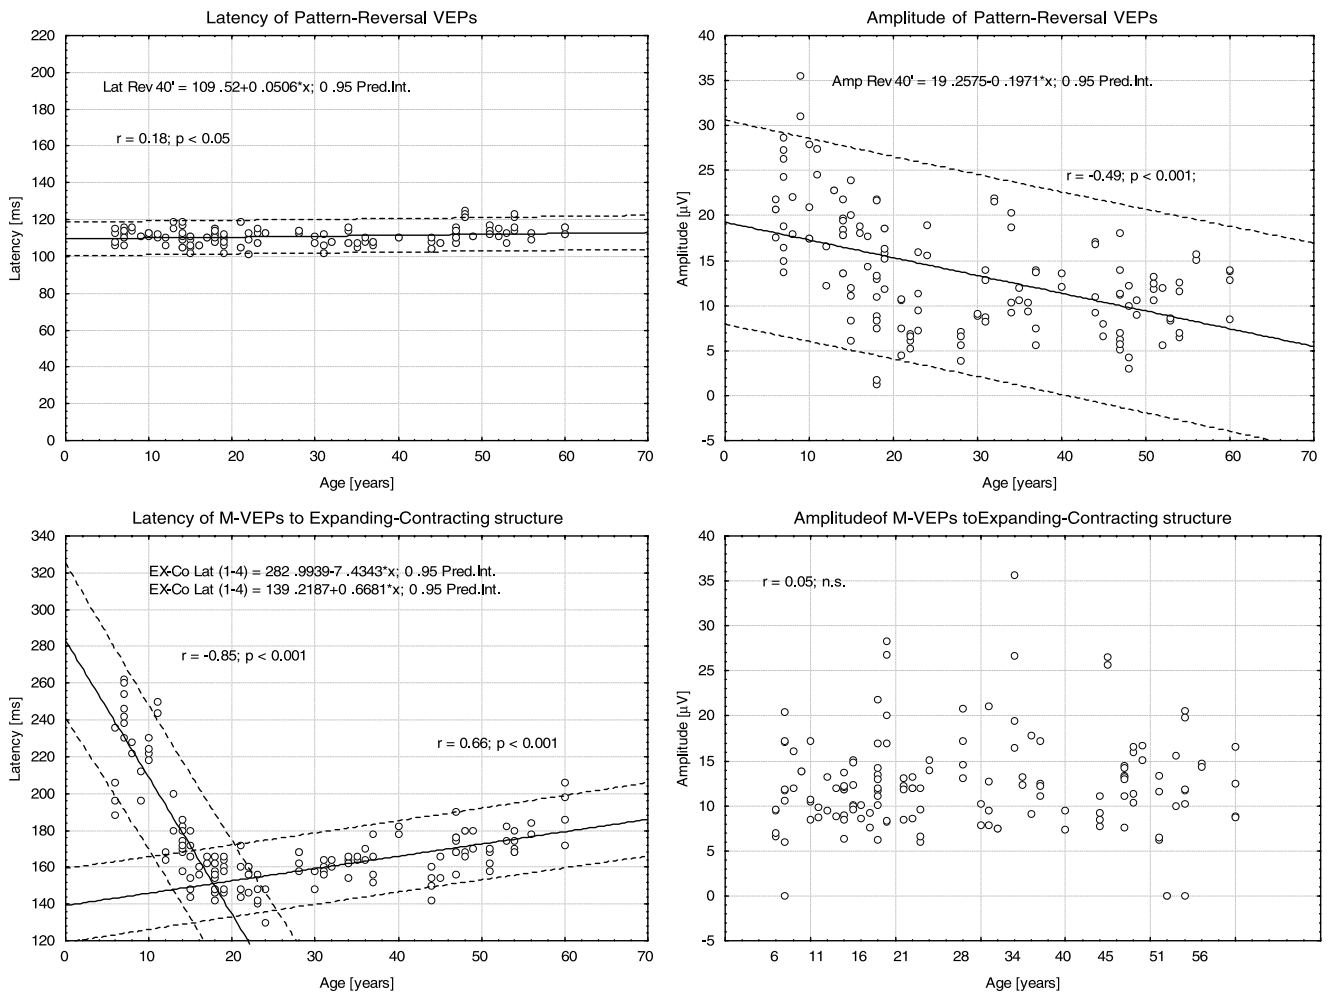 Latency of Pattern-Reversal VEPs
220
200
180
160
140
120
100
80
60
40
20
0
Latency [ms]
Lat Rev 40' = 109 .52+0 .0506*x; 0 .95 Pred.Int.
r = 0.18; p < 0.05
0 10 20 30 40 50 60 70
Age [years]
Amplitude of Pattern-Reversal VEPs
40
35
30
25
20
15
10
5
0
-5
Amplitude [µV]
Amp Rev 40' = 19 .2575-0 .1971*x; 0 .95 Pred.Int.
r = -0.49; p < 0.001;
0 10 20 30 40 50 60 70
Age [years]
Latency of M-VEPs to Expanding-Contracting structure
340
320
300
280
260
240
220
200
180
160
140
120
Latency [ms]
EX-Co Lat (1-4) = 282 .9939-7 .4343*x; 0 .95 Pred.Int.
EX-Co Lat (1-4) = 139 .2187+0 .6681*x; 0 .95 Pred.Int.
r = -0.85; p < 0.001
r = 0.66; p < 0.001
0 10 20 30 40 50 60 70
Age [years]
Amplitudeof M-VEPs toExpanding-Contracting structure
40
35
30
25
20
15
10
5
0
-5
Amplitude [µV]
r = 0.05; n.s.
6 11 16 21 28 34 40 45 51 56
Age [years]